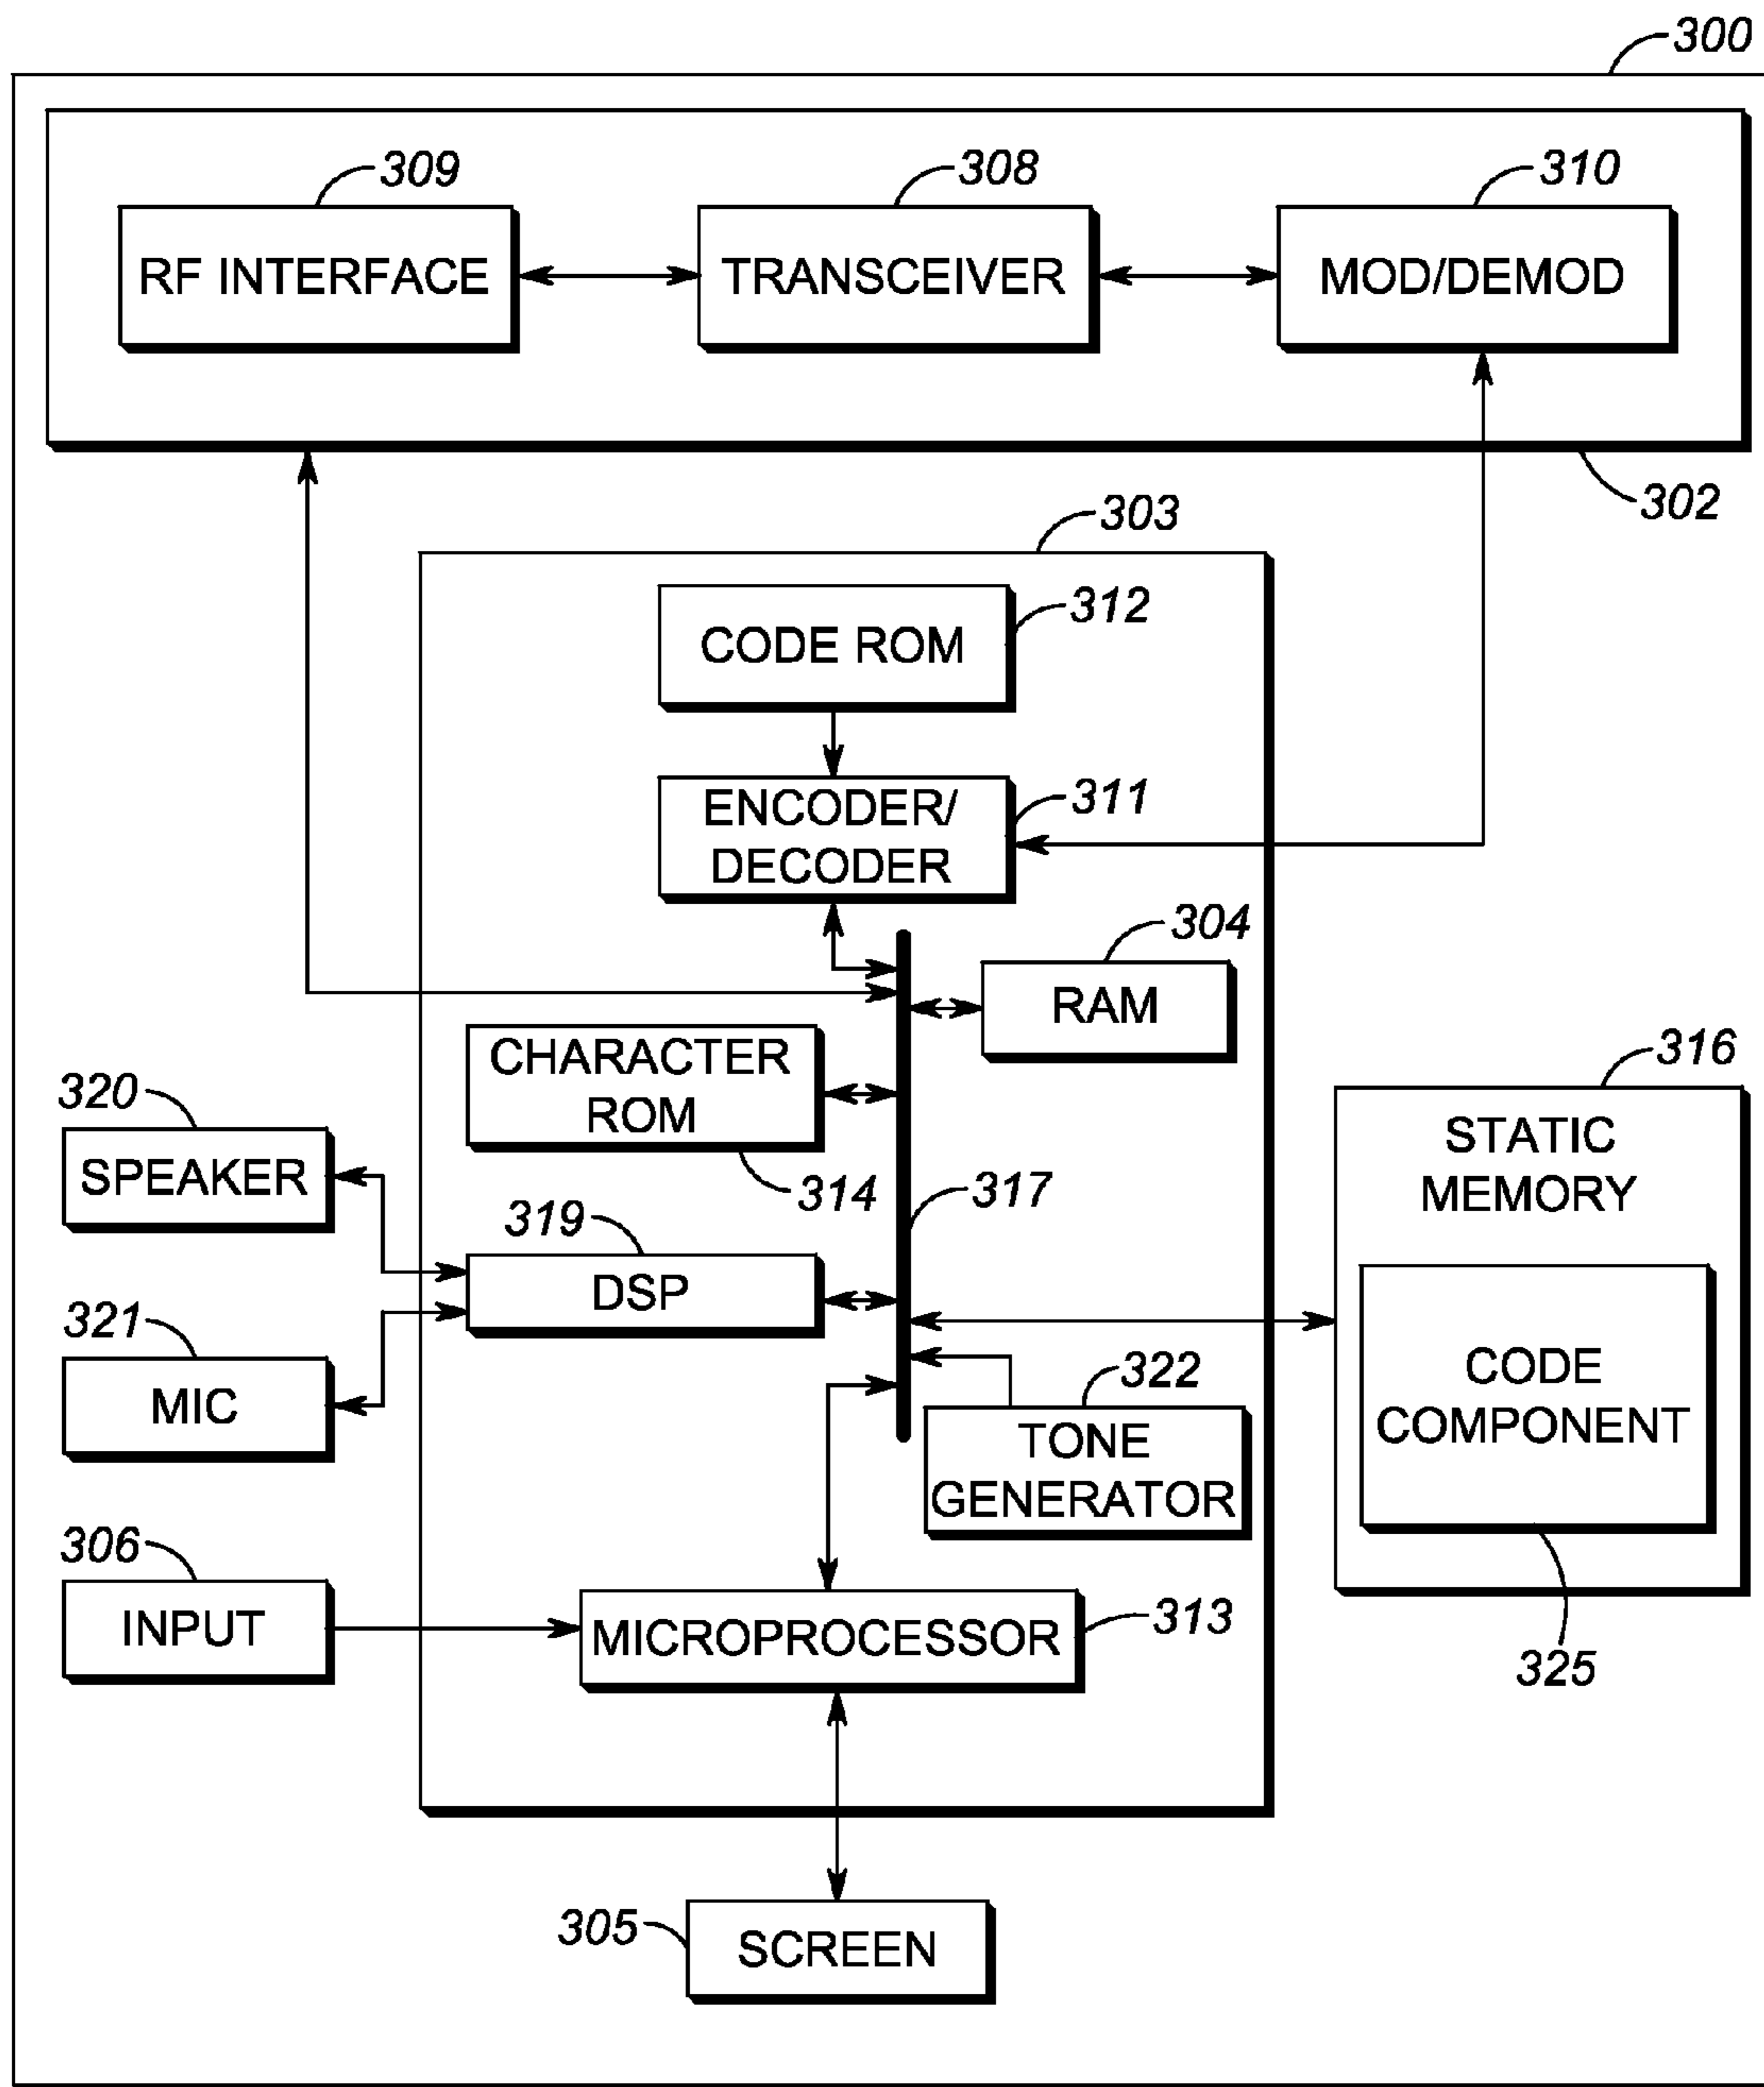 300
309
308
310
RF INTERFACE
TRANSCEIVER
MOD/DEMOD
302
303
312
CODE ROM
311
ENCODER/
DECODER
304
RAM
CHARACTER
ROM
314
316
STATIC
MEMORY
320
SPEAKER
317
319
DSP
321
MIC
322
TONE
GENERATOR
CODE
COMPONENT
325
306
INPUT
MICROPROCESSOR
313
305
SCREEN